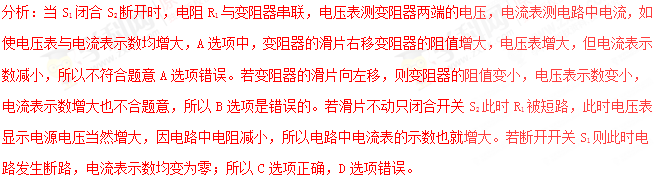 分析：当 S₁闭合 S₂断开时，电阻 R₁与变阻器串联，电压表测变阻器两端的电压，电流表测电路中电流，如
使电压表与电流表示数均增大，A 选项中，变阻器的滑片右移变阻器的阻值增大，电压表增大，但电流表示
数减小，所以不符合题意 A 选项错误。若变阻器的滑片向左移，则变阻器的阻值变小，电压表示数变小，
电流表示数增大也不合题意，所以 B 选项是错误的。若滑片不动只闭合开关 S₂此时 R₁被短路，此时电压表
显示电源电压当然增大，因电路中电阻减小，所以电路中电流表的示数也就增大。若断开开关 S₁则此时电
路发生断路，电流表示数均变为零；所以 C 选项正确，D 选项错误。